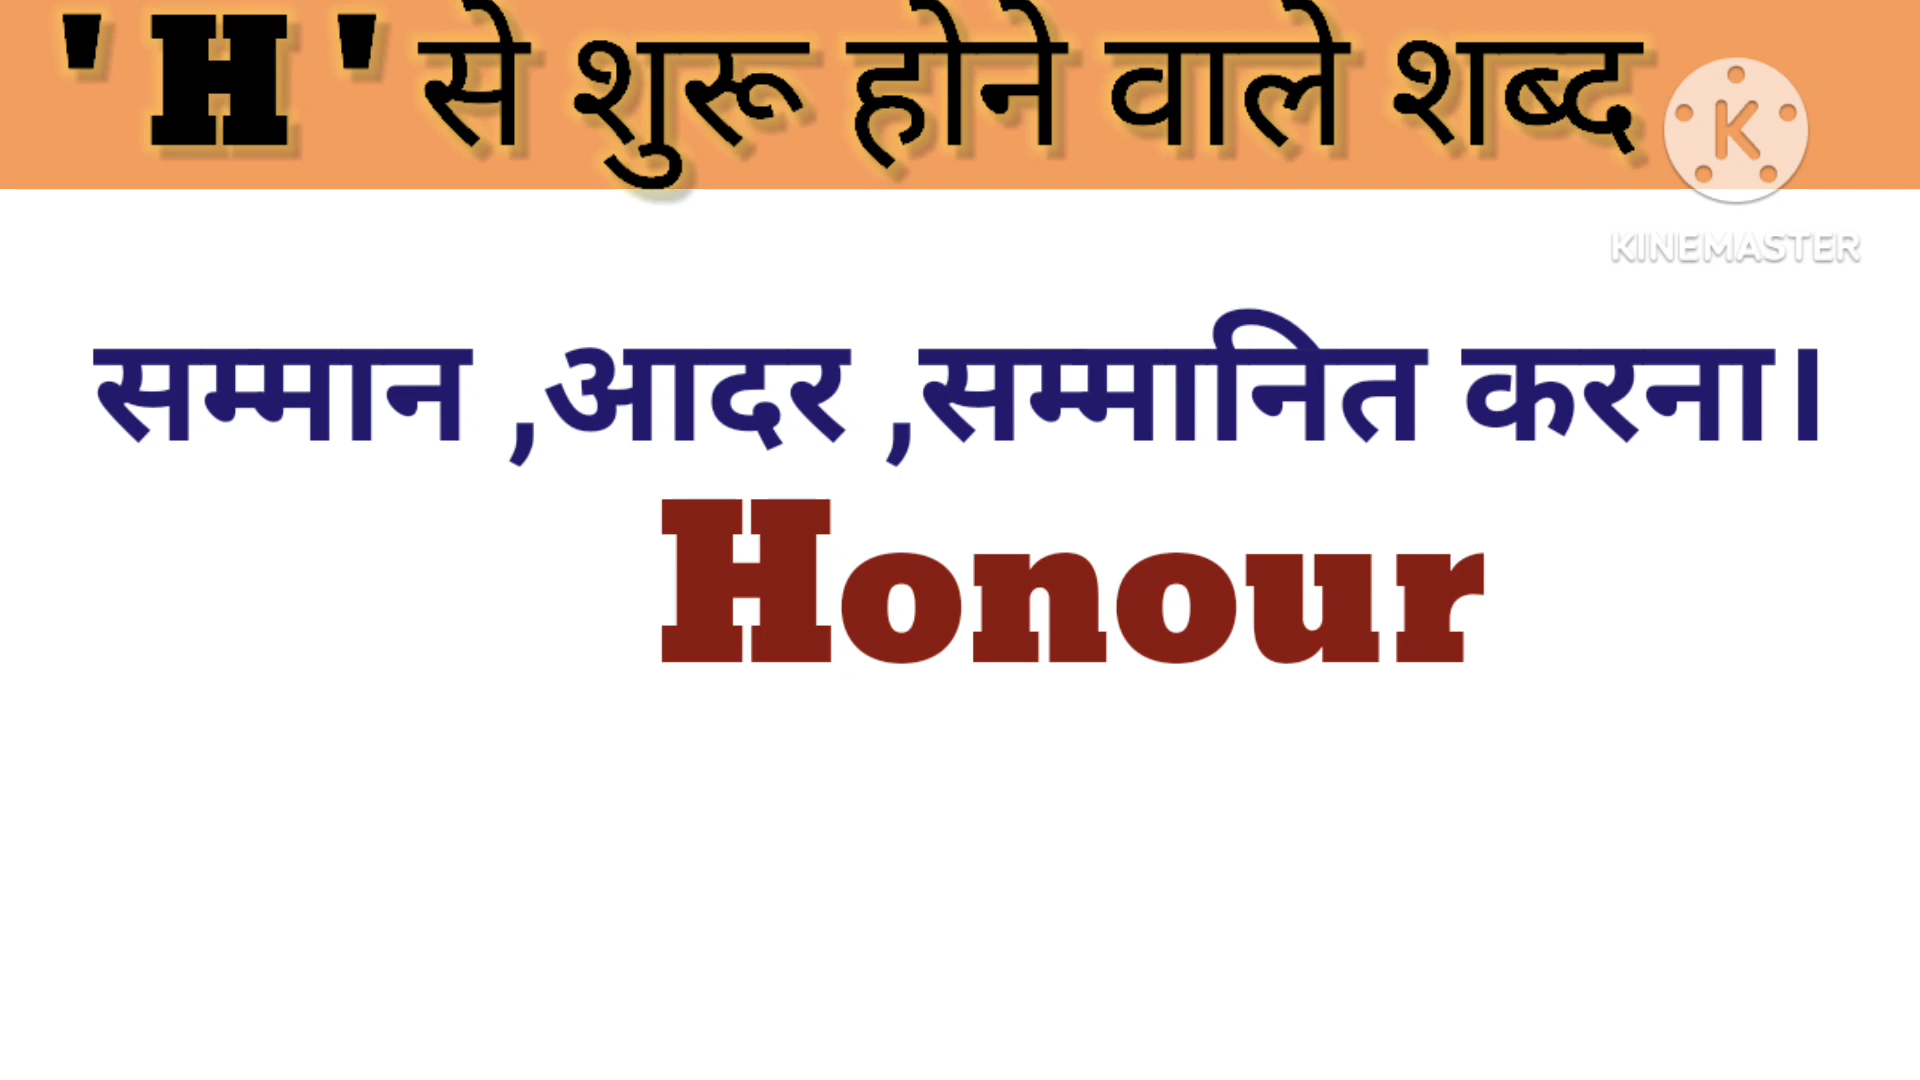 ' H ' से शुरू होने वाले शब्द
K
KINEMASTER
सम्मान ,आदर ,सम्मानित करना।
Honour